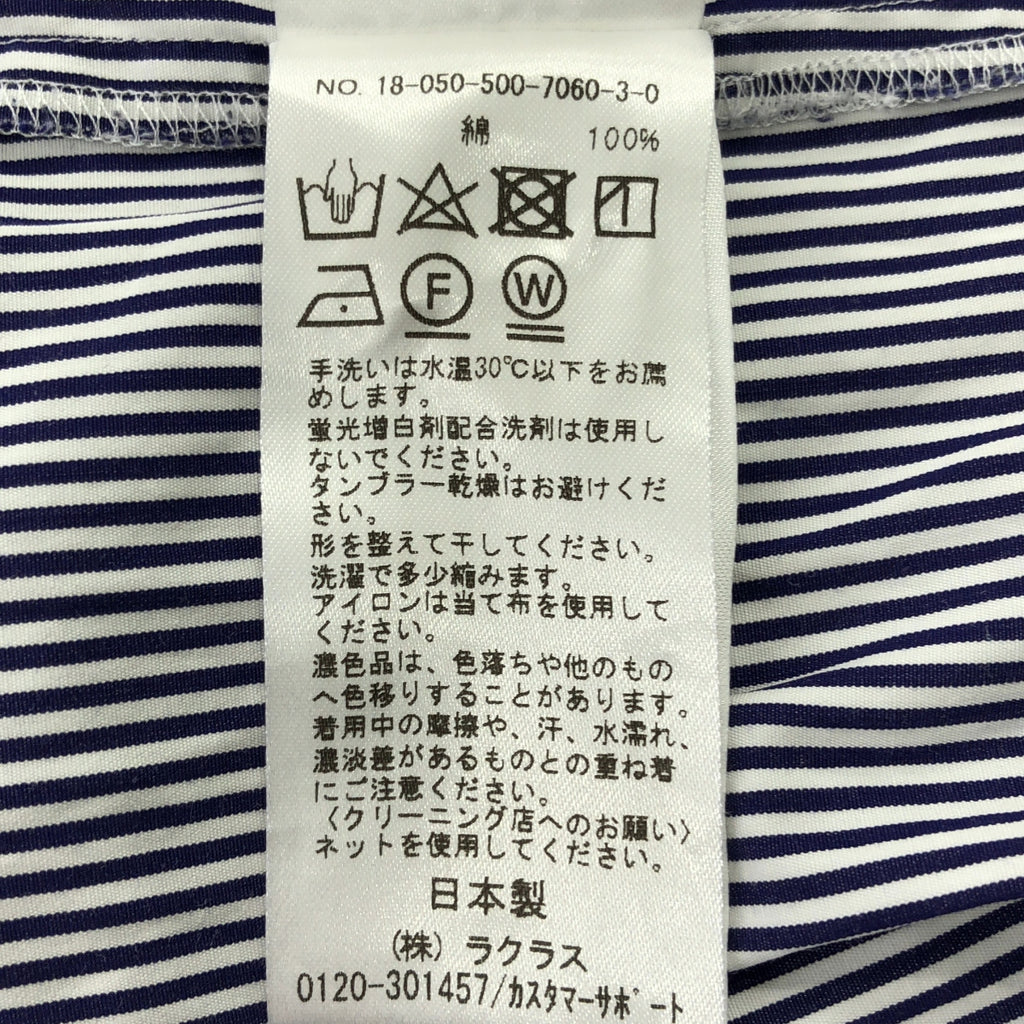 NO. 18-050-500-7060-3-0
綿 100%
F W
手洗いは水温30℃以下をお薦
めします。
蛍光増白剤配合洗剤は使用し
ないでください。
タンブラー乾燥はお避けくだ
さい。
形を整えて干してください。
洗濯で多少縮みます。
アイロンは当て布を使用して
ください。
濃色品は、色落ちや他のもの
へ色移りすることがあります。
着用中の摩擦や、汗、水濡れ、
濃淡差があるものとの重ね着
にご注意ください。
〈クリーニング店へのお願い〉
ネットを使用してください。
日本製
(株) ラクラス
0120-301457/カスタマーサポート